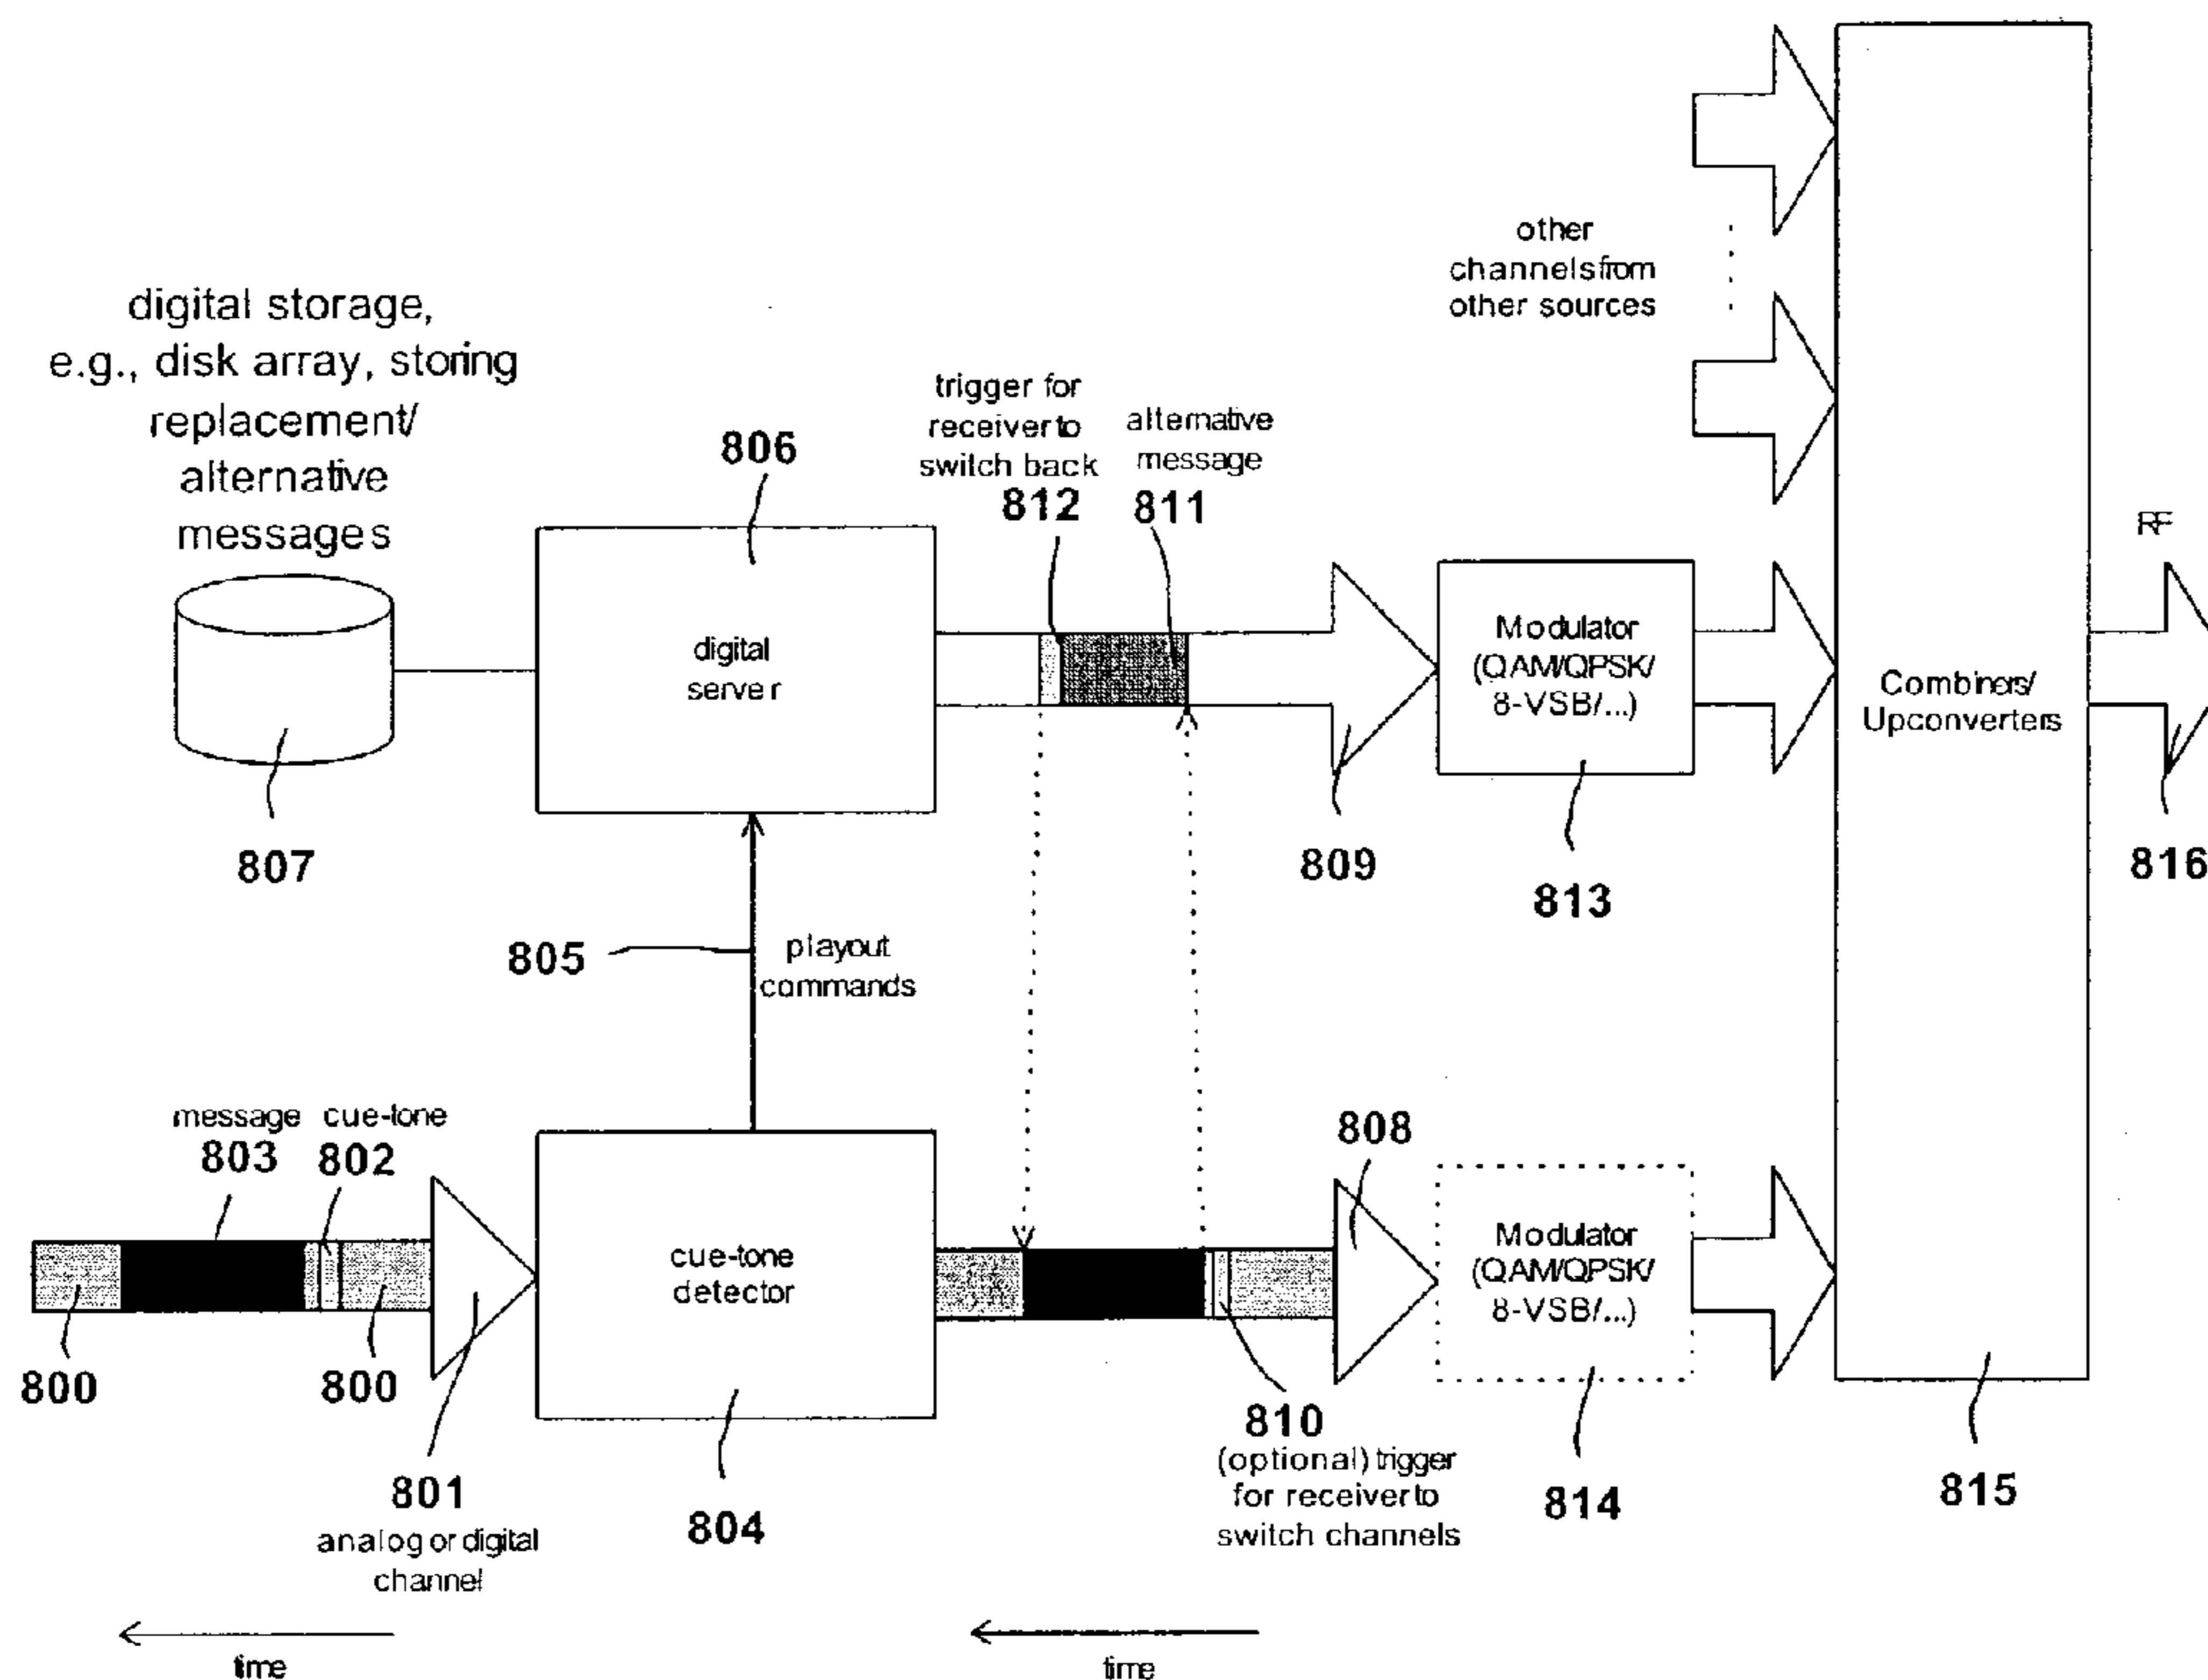 other
channels from
other sources
digital storage,
e.g., disk array, storing
replacement/
alternative
messages
806
trigger for
receiver to
switch back
812
alternative
message
811
RF
digital
server
Modulator
(QAM/QPSK/
8-VSB/...)
Combiners/
Upconverters
807
809
813
816
805
playout
commands
message
803
cue-tone
802
808
cue-tone
detector
Modulator
(QAM/QPSK/
8-VSB/...)
800
800
801
analog or digital
channel
804
810
(optional) trigger
for receiver to
switch channels
814
815
time
time